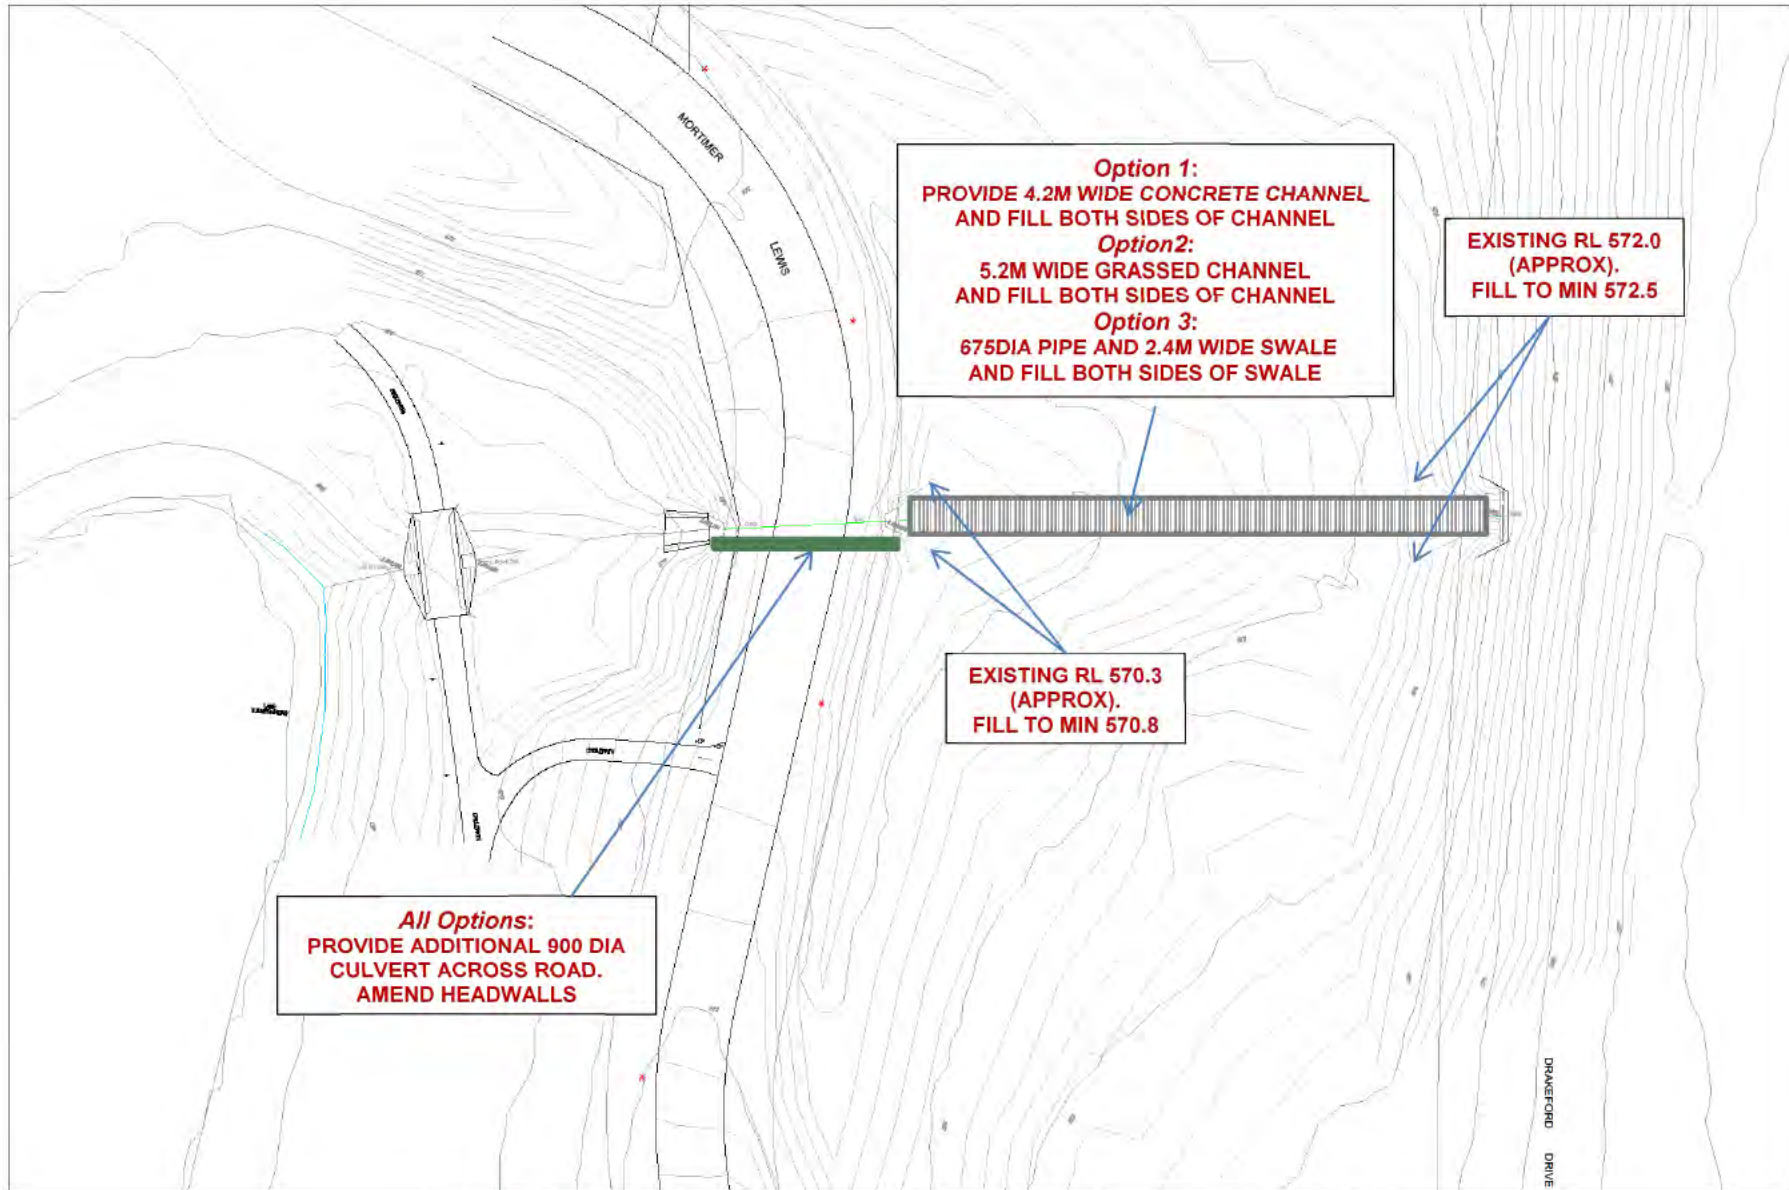 MORTIMER
LEWIS
Option 1:
PROVIDE 4.2M WIDE CONCRETE CHANNEL
AND FILL BOTH SIDES OF CHANNEL
Option2:
5.2M WIDE GRASSED CHANNEL
AND FILL BOTH SIDES OF CHANNEL
Option 3:
675DIA PIPE AND 2.4M WIDE SWALE
AND FILL BOTH SIDES OF SWALE
EXISTING RL 572.0
(APPROX).
FILL TO MIN 572.5
EXISTING RL 570.3
(APPROX).
FILL TO MIN 570.8
All Options:
PROVIDE ADDITIONAL 900 DIA
CULVERT ACROSS ROAD.
AMEND HEADWALLS
DRAKEFORD DRIVE